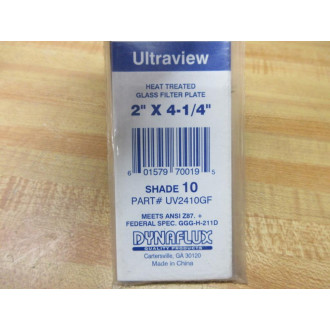 Ultraview
HEAT TREATED
GLASS FILTER PLATE
2" X 4-1/4"
6 01579 70019 5
SHADE 10
PART# UV2410GF
MEETS ANSI Z87. +
FEDERAL SPEC. GGG-H-211D
DYNAFLUX
QUALITY PRODUCTS
Cartersville, GA 30120
Made in China